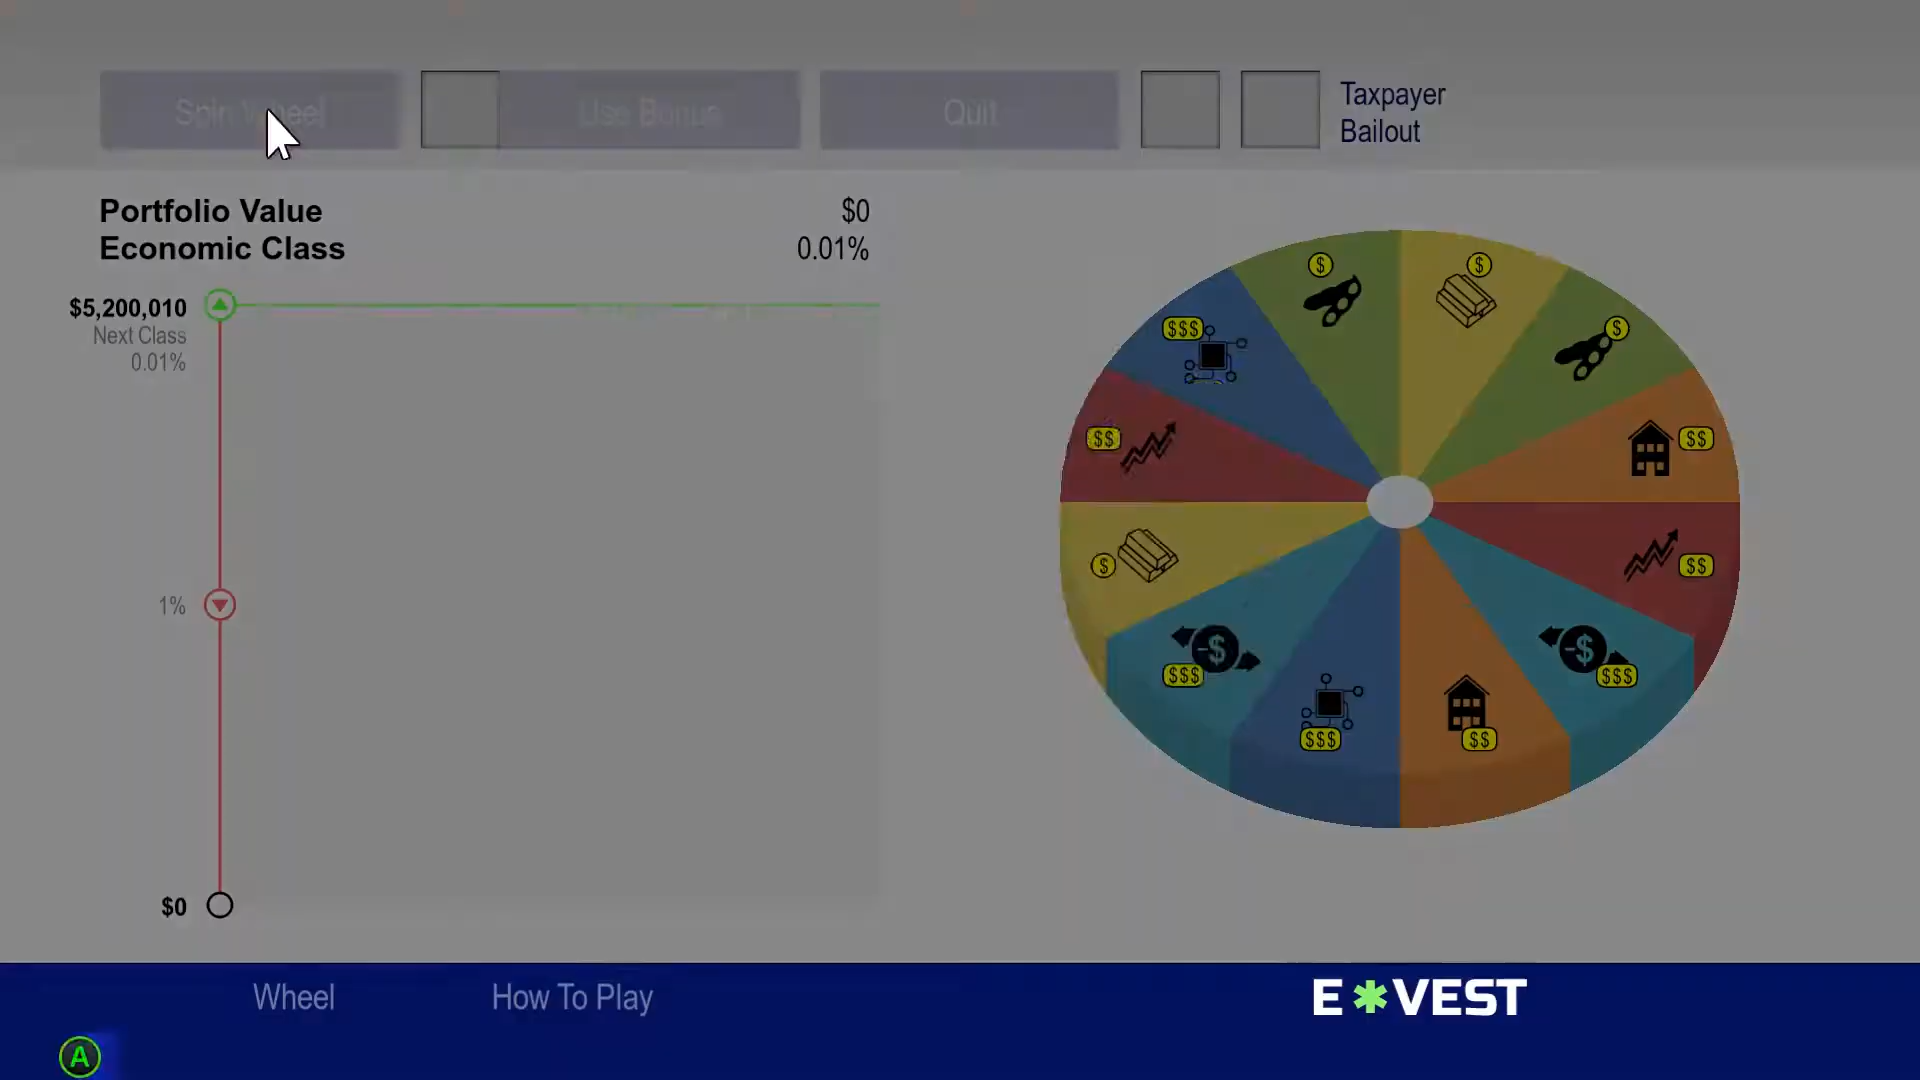 Spin Wheel
Use Bonus
Quit
Taxpayer
Bailout
Portfolio Value $0
Economic Class 0.01%
$5,200,010
Next Class
0.01%
1%
$0
$
$
$$$
$
$$
$$
$
$$
-$
$$$
-$
$$$
$$$
$$
Wheel
How To Play
E*VEST
A